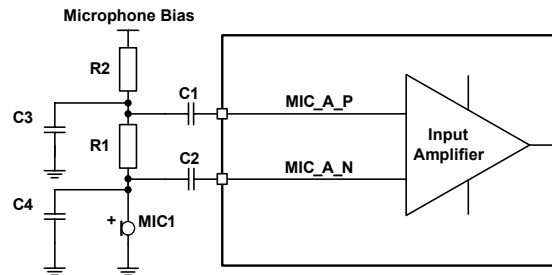 Microphone Bias
R2
C1
MIC_A_P
C3
R1
Input
Amplifier
C2
MIC_A_N
C4
+
MIC1